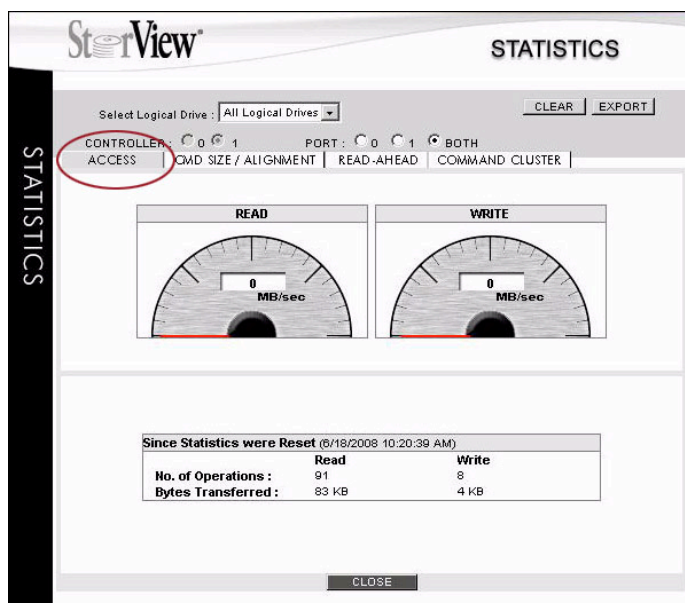 StorView
STATISTICS
STATISTICS
Select Logical Drive : All Logical Drives
CLEAR EXPORT
CONTROLLER : 0 1 PORT : 0 1 BOTH
ACCESS CMD SIZE / ALIGNMENT READ-AHEAD COMMAND CLUSTER
READ WRITE
0 0
MB/sec MB/sec
Since Statistics were Reset (6/18/2008 10:20:39 AM)
Read Write
No. of Operations : 91 8
Bytes Transferred : 83 KB 4 KB
CLOSE